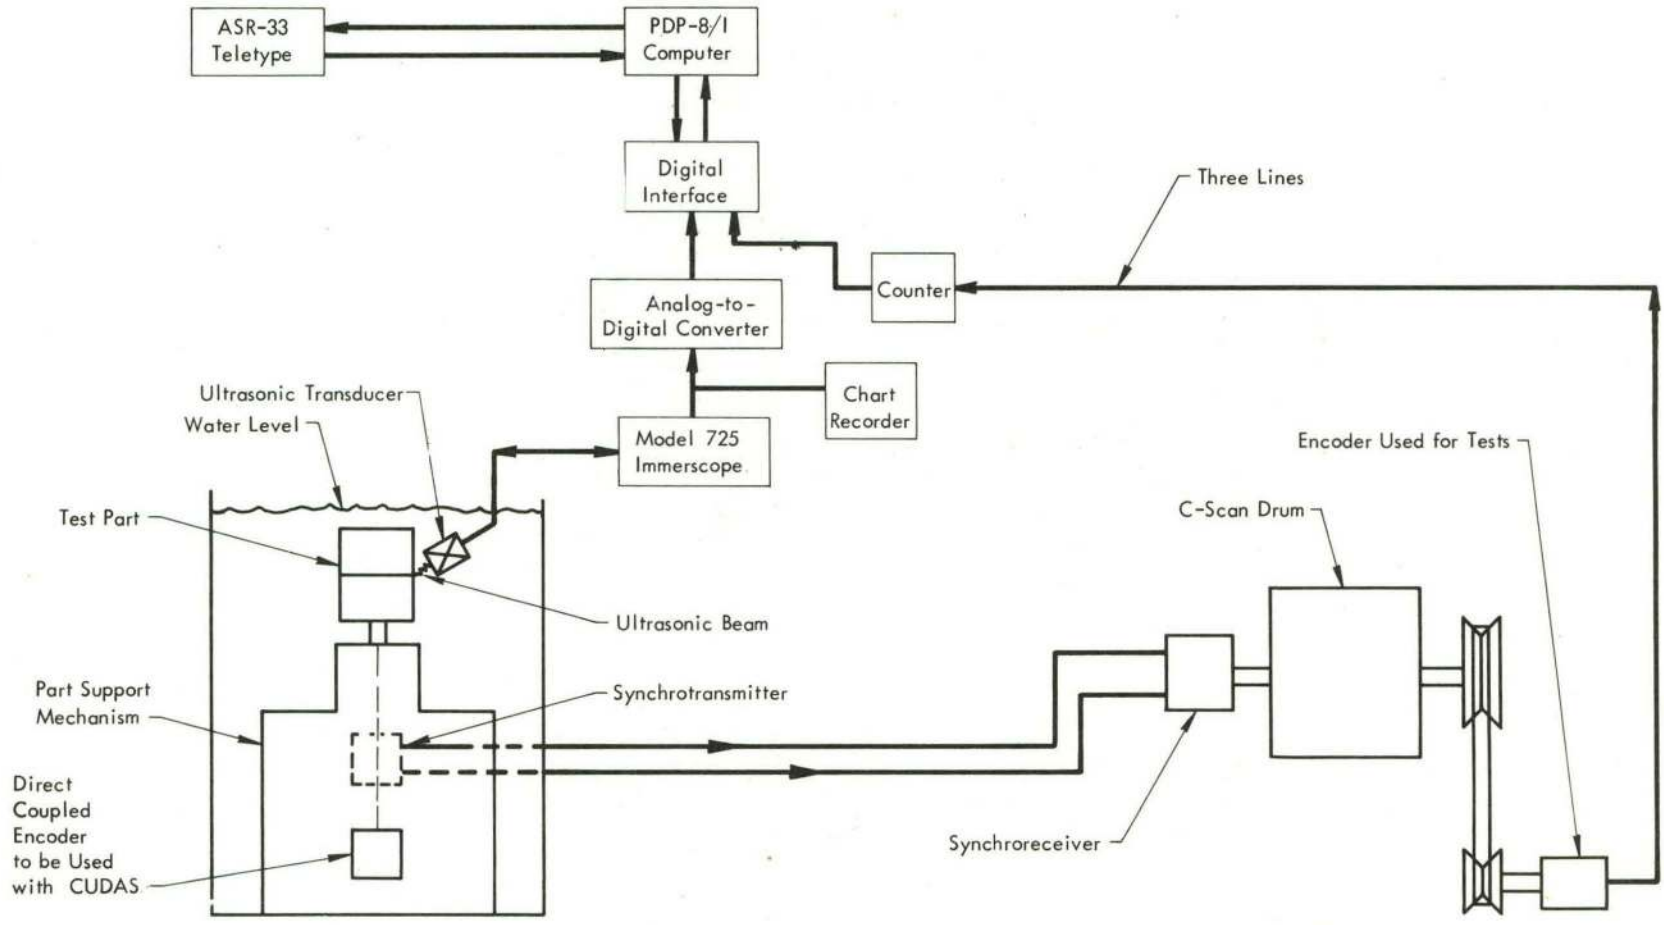 ASR-33
Teletype
PDP-8/I
Computer
Digital
Interface
Three Lines
Counter
Analog-to-
Digital Converter
Chart
Recorder
Ultrasonic Transducer
Water Level
Model 725
Immerscope
Encoder Used for Tests
C-Scan Drum
Test Part
Ultrasonic Beam
Part Support
Mechanism
Synchrotransmitter
Direct
Coupled
Encoder
to be Used
with CUDAS
Synchroreceiver